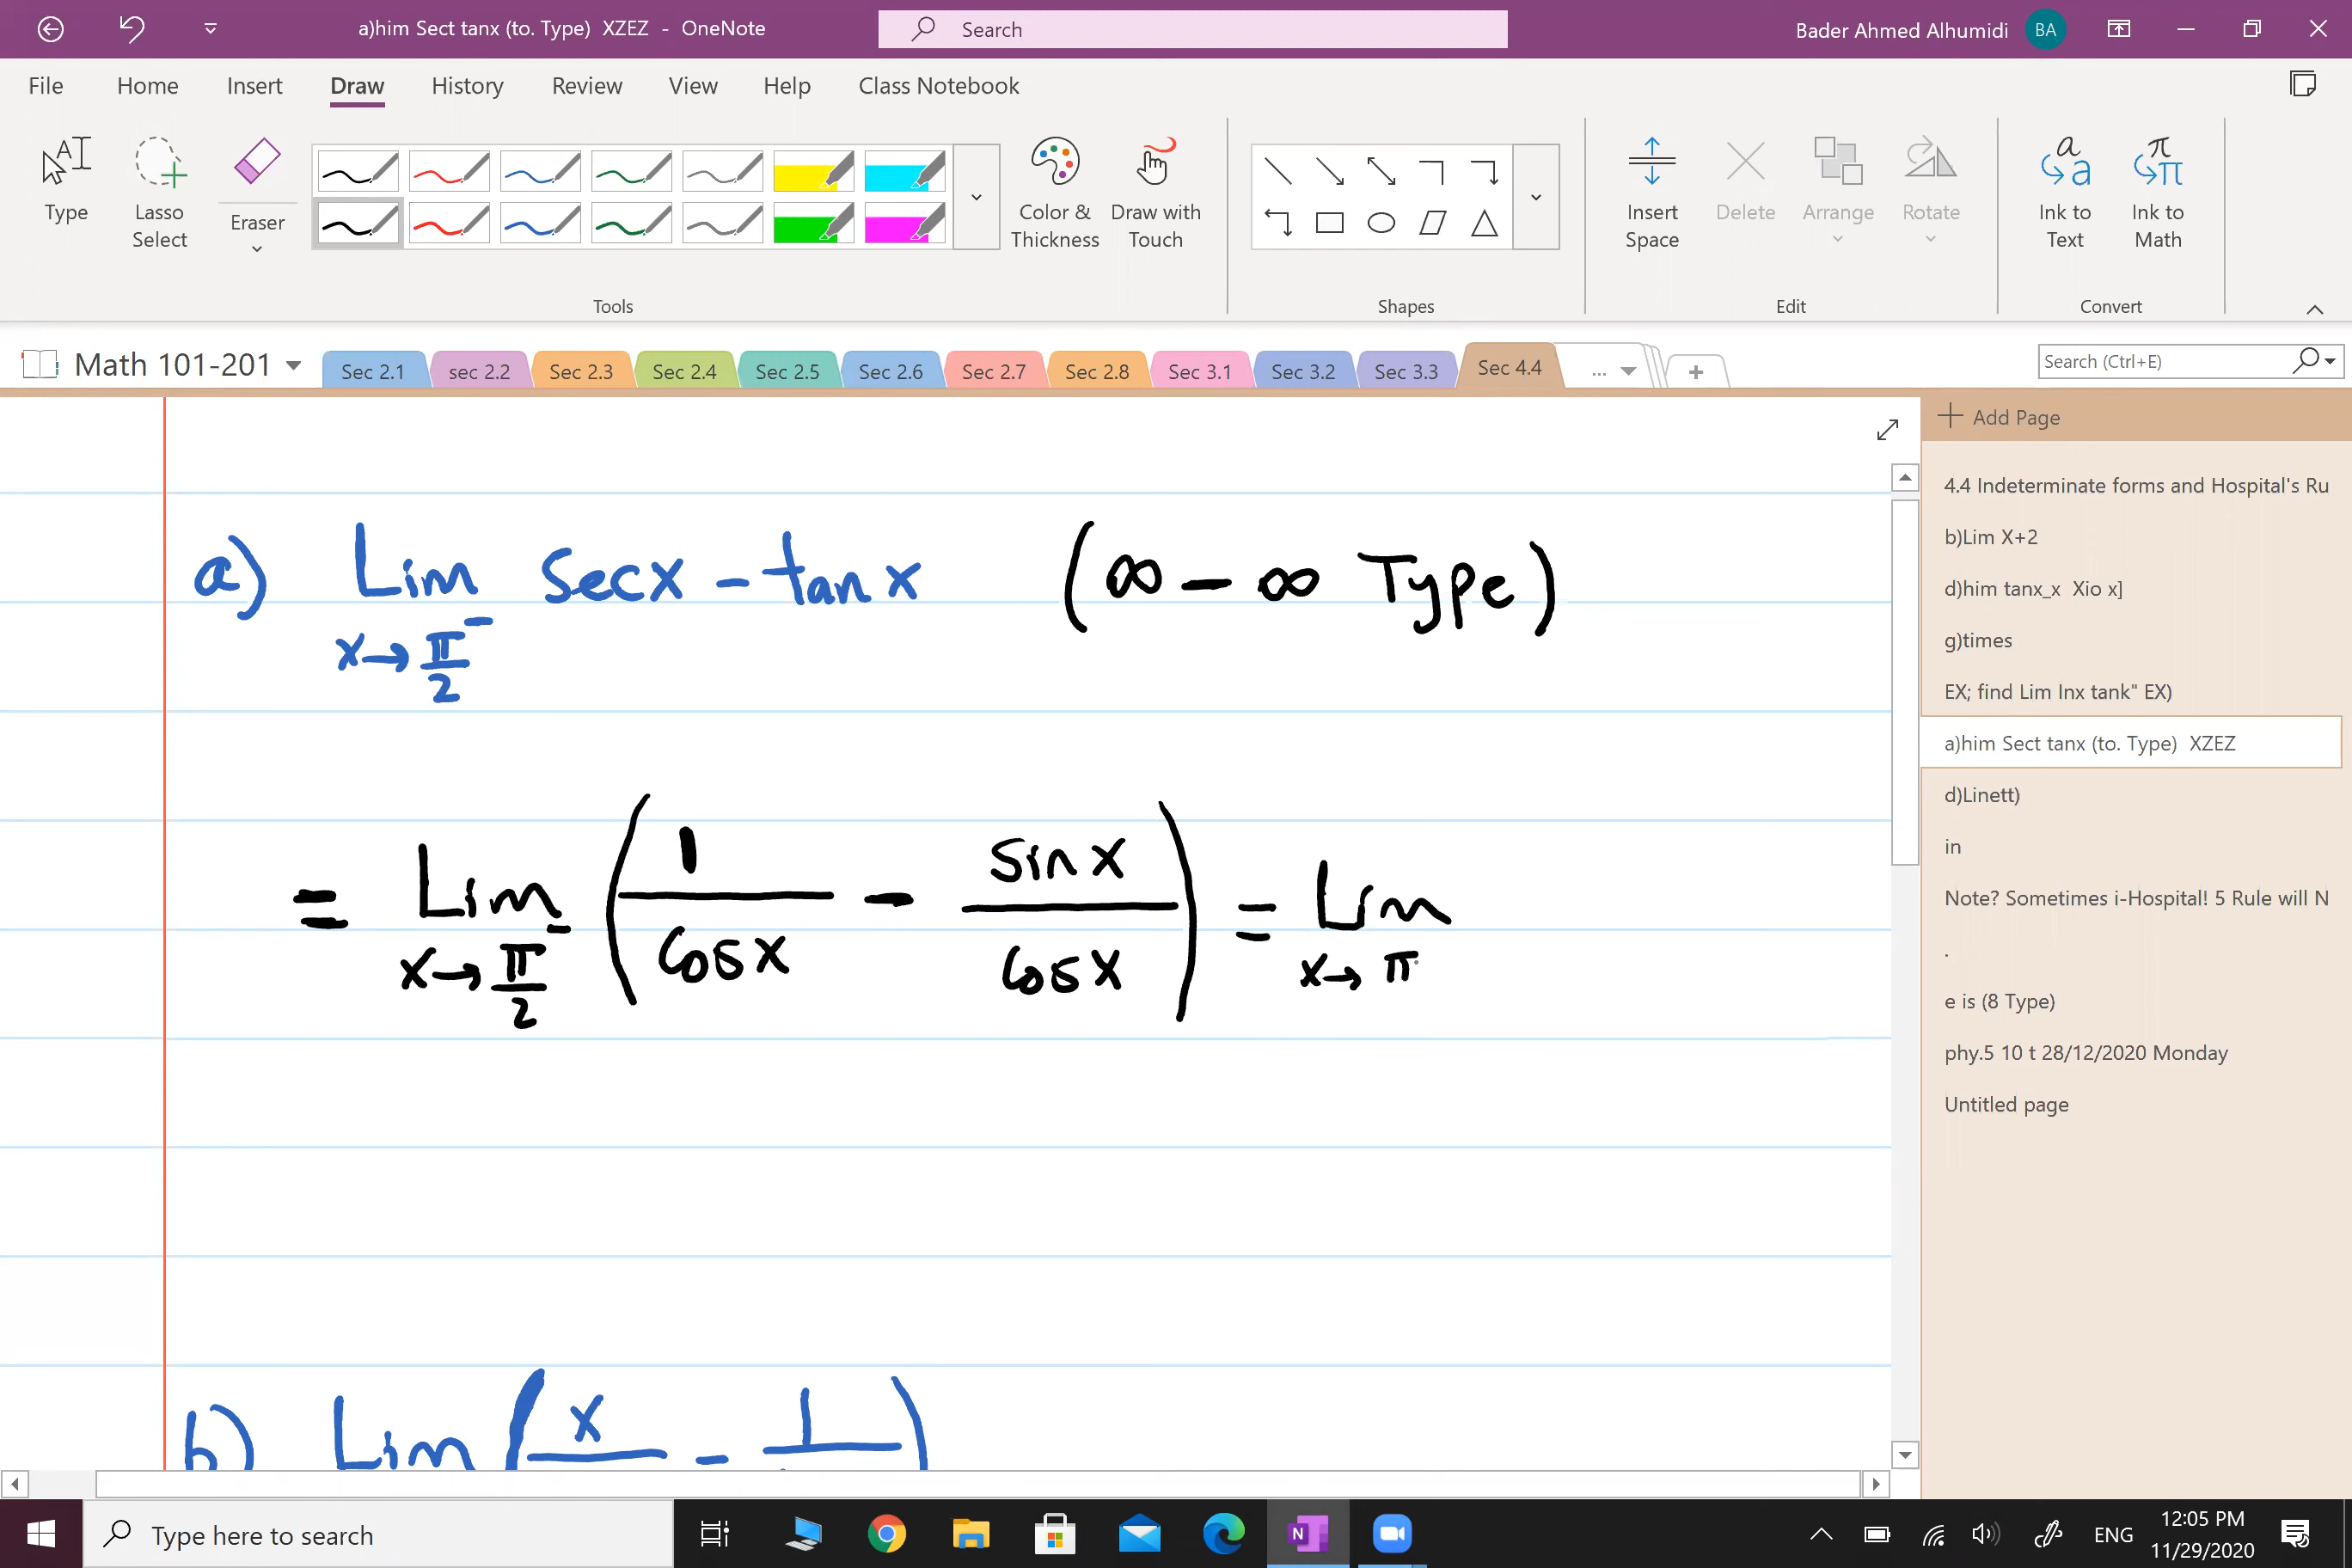 a)him Sect tanx (to. Type) XZEZ - OneNote
Search
Bader Ahmed Alhumidi
BA
File Home Insert Draw History Review View Help Class Notebook
Type
Lasso Select
Eraser
Color & Thickness
Draw with Touch
Insert Space
Delete
Arrange
Rotate
Ink to Text
Ink to Math
Tools
Shapes
Edit
Convert
Math 101-201
Sec 2.1 sec 2.2 Sec 2.3 Sec 2.4 Sec 2.5 Sec 2.6 Sec 2.7 Sec 2.8 Sec 3.1 Sec 3.2 Sec 3.3 Sec 4.4 ... +
Search (Ctrl+E)
a) Lim x→π/2⁻ secx - tanx (∞ - ∞ Type)
= Lim x→π/2⁻ (1/cosx - sinx/cosx) = Lim x→π
b) Lim (x - 1)
Add Page
4.4 Indeterminate forms and Hospital's Ru
b)Lim X+2
d)him tanx_x Xio x]
g)times
EX; find Lim Inx tank" EX)
a)him Sect tanx (to. Type) XZEZ
d)Linett)
in
Note? Sometimes i-Hospital! 5 Rule will N
.
e is (8 Type)
phy.5 10 t 28/12/2020 Monday
Untitled page
Type here to search
ENG
12:05 PM
11/29/2020